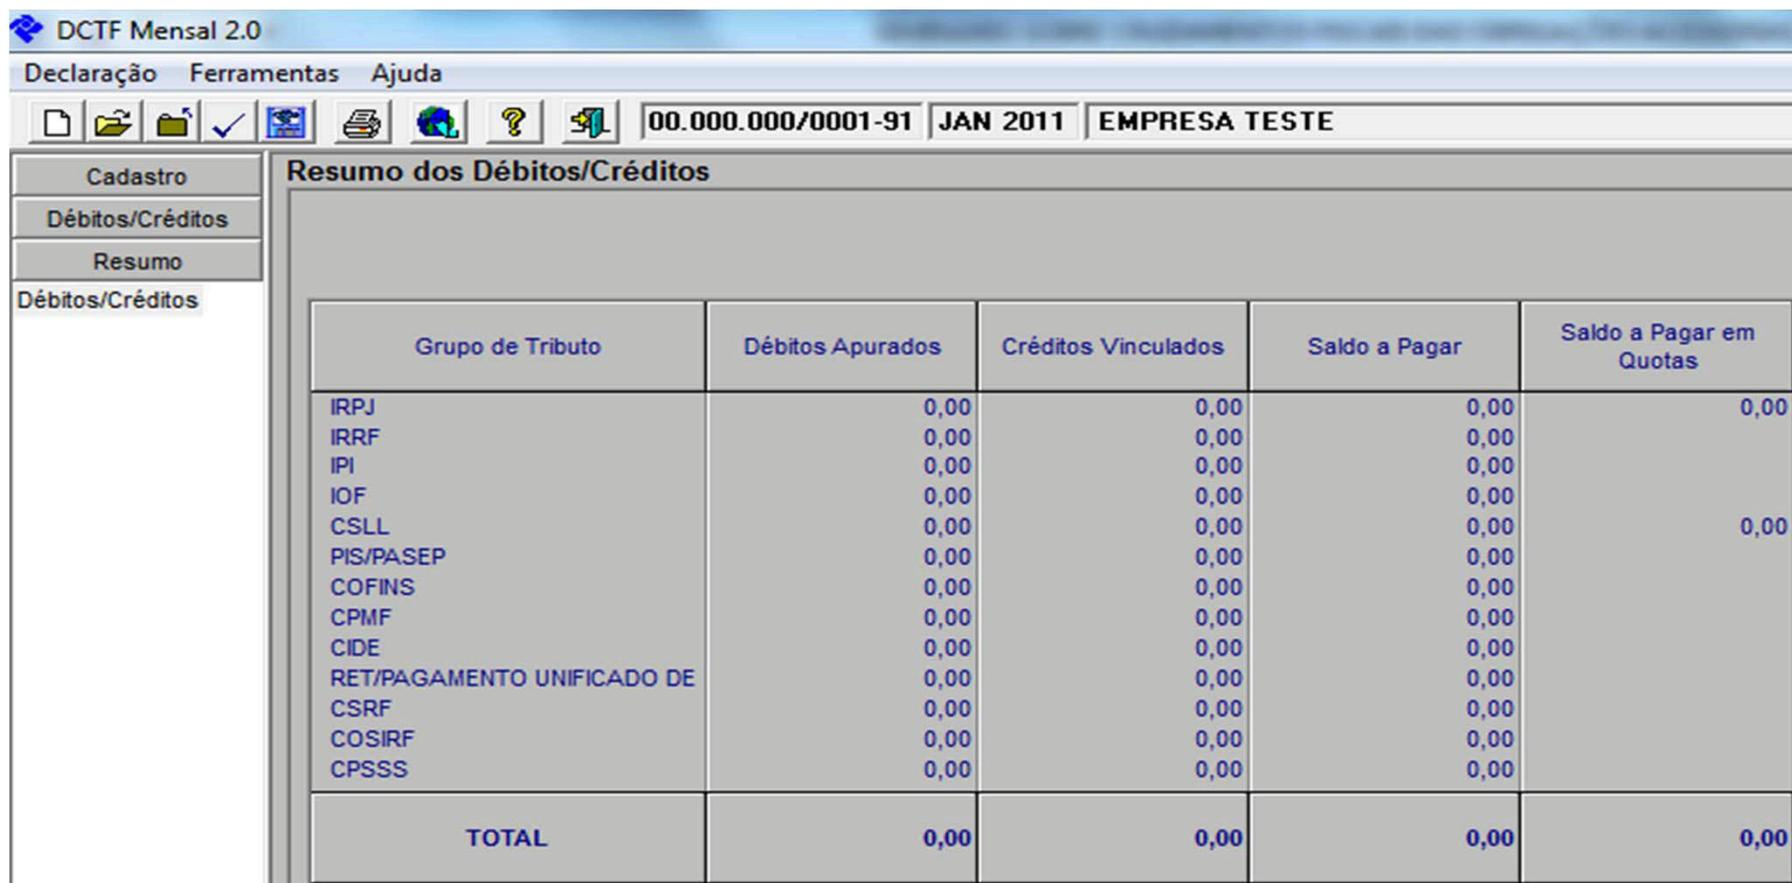 DCTF Mensal 2.0
Declaração Ferramentas Ajuda
00.000.000/0001-91 JAN 2011 EMPRESA TESTE
Cadastro
Débitos/Créditos
Resumo
Débitos/Créditos
Resumo dos Débitos/Créditos
Grupo de Tributo Débitos Apurados Créditos Vinculados Saldo a Pagar Saldo a Pagar em
Quotas
IRPJ 0,00 0,00 0,00 0,00
IRRF 0,00 0,00 0,00
IPI 0,00 0,00 0,00
IOF 0,00 0,00 0,00
CSLL 0,00 0,00 0,00 0,00
PIS/PASEP 0,00 0,00 0,00
COFINS 0,00 0,00 0,00
CPMF 0,00 0,00 0,00
CIDE 0,00 0,00 0,00
RET/PAGAMENTO UNIFICADO DE 0,00 0,00 0,00
CSRF 0,00 0,00 0,00
COSIRF 0,00 0,00 0,00
CPSSS 0,00 0,00 0,00
TOTAL 0,00 0,00 0,00 0,00